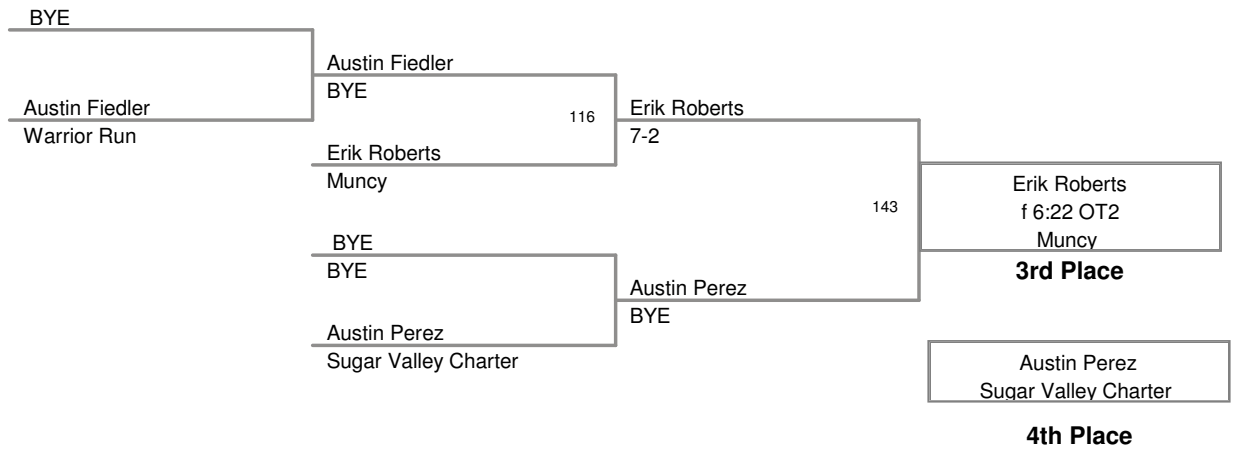 BYE
Austin Fiedler
Warrior Run
Austin Fiedler
BYE
116
Erik Roberts
Muncy
BYE
BYE
Austin Perez
Sugar Valley Charter
Erik Roberts
7-2
143
Austin Perez
BYE
Erik Roberts
f 6:22 OT2
Muncy
3rd Place
Austin Perez
Sugar Valley Charter
4th Place